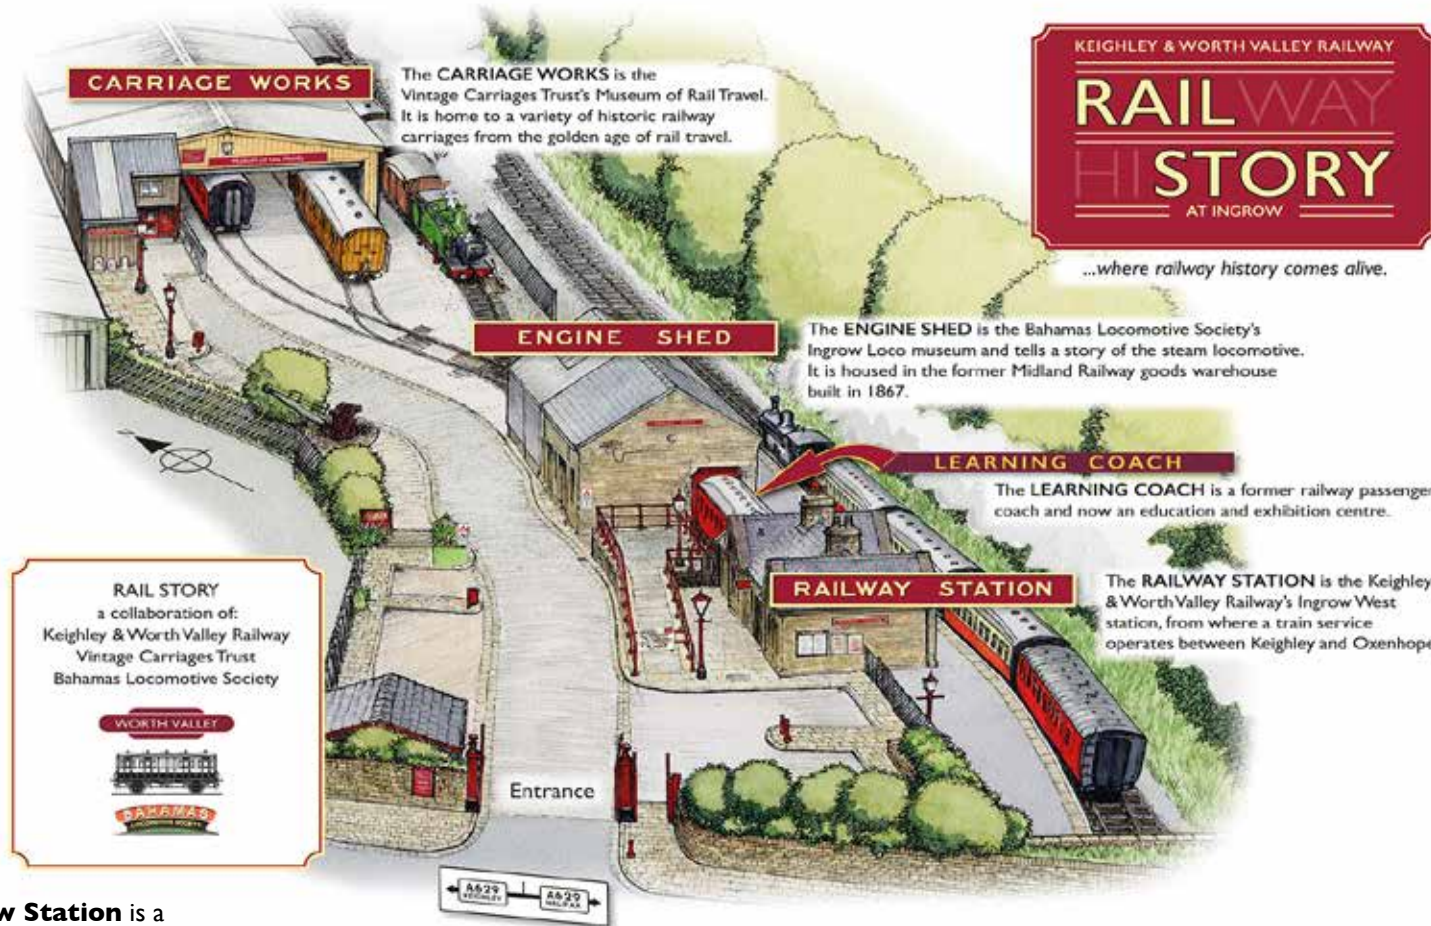 CARRIAGE WORKS
The CARRIAGE WORKS is the
Vintage Carriages Trust's Museum of Rail Travel.
It is home to a variety of historic railway
carriages from the golden age of rail travel.
KEIGHLEY & WORTH VALLEY RAILWAY
RAILWAY
HISTORY
AT INGROW
...where railway history comes alive.
ENGINE SHED
The ENGINE SHED is the Bahamas Locomotive Society's
Ingrow Loco museum and tells a story of the steam locomotive.
It is housed in the former Midland Railway goods warehouse
built in 1867.
LEARNING COACH
The LEARNING COACH is a former railway passenger
coach and now an education and exhibition centre.
RAILWAY STATION
The RAILWAY STATION is the Keighley
& Worth Valley Railway's Ingrow West
station, from where a train service
operates between Keighley and Oxenhope
RAIL STORY
a collaboration of:
Keighley & Worth Valley Railway
Vintage Carriages Trust
Bahamas Locomotive Society
WORTH VALLEY
BAHAMAS
LOCOMOTIVE SOCIETY
Entrance
A629
KEIGHLEY
A629
HALIFAX
w Station is a